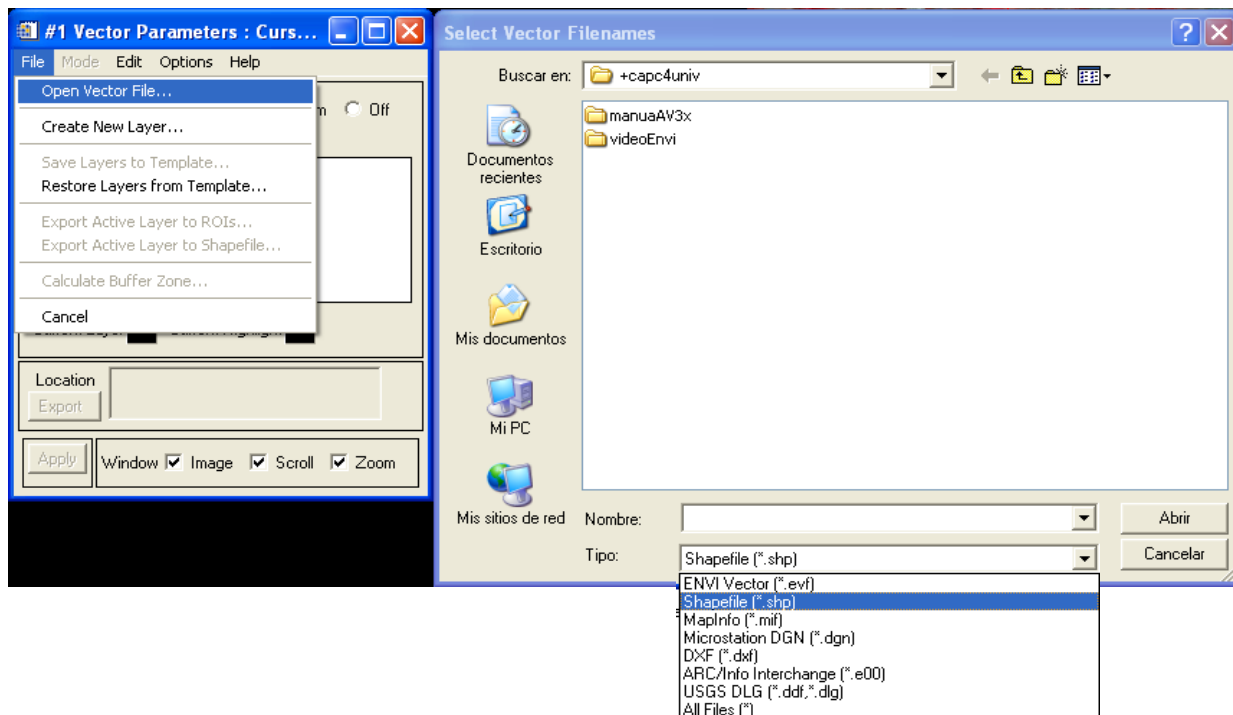 #1 Vector Parameters : Curs...
File Mode Edit Options Help
Open Vector File...
Off
Create New Layer...
Save Layers to Template...
Restore Layers from Template...
Export Active Layer to ROIs...
Export Active Layer to Shapefile...
Calculate Buffer Zone...
Cancel
Location
Export
Apply
Window Image Scroll Zoom
Select Vector Filenames
Buscar en: +capc4univ
manuaAV3x
videoEnvi
Documentos
recientes
Escritorio
Mis documentos
Mi PC
Mis sitios de red
Nombre:
Abrir
Tipo: Shapefile (*.shp)
Cancelar
ENVI Vector (*.evf)
Shapefile (*.shp)
MapInfo (*.mif)
Microstation DGN (*.dgn)
DXF (*.dxf)
ARC/Info Interchange (*.e00)
USGS DLG (*.ddf,*.dlg)
All Files (*)